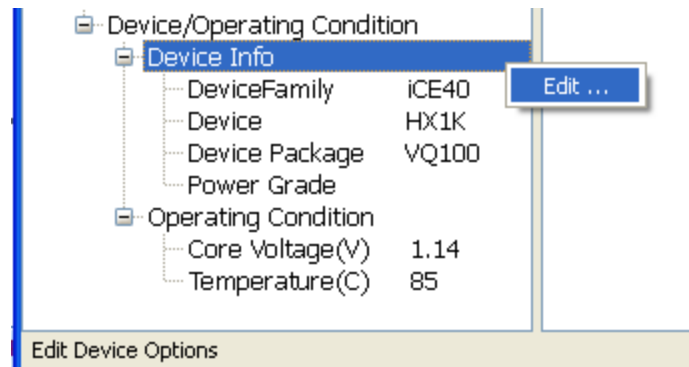 Device/Operating Condition
Device Info
Edit ...
DeviceFamily iCE40
Device HX1K
Device Package VQ100
Power Grade
Operating Condition
Core Voltage(V) 1.14
Temperature(C) 85
Edit Device Options